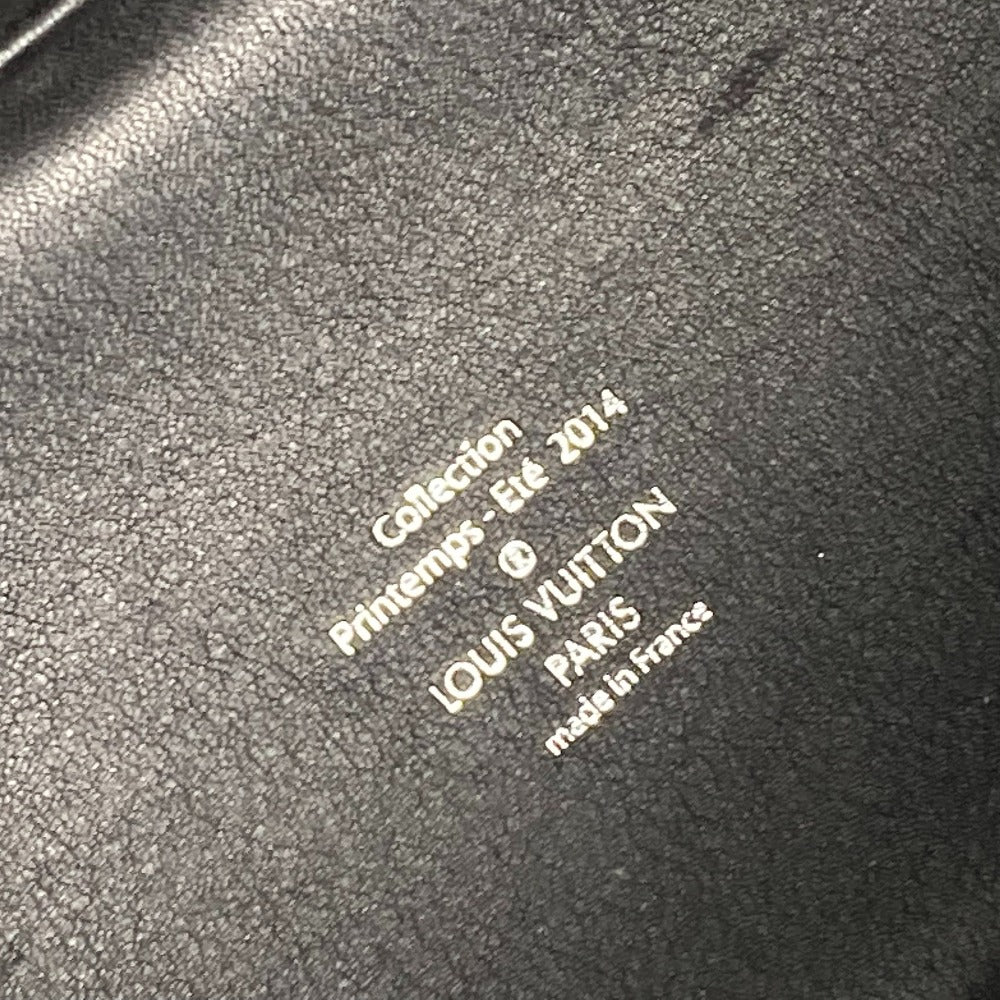 Collection
Printemps - Eté 2014
®
LOUIS VUITTON
PARIS
made in France